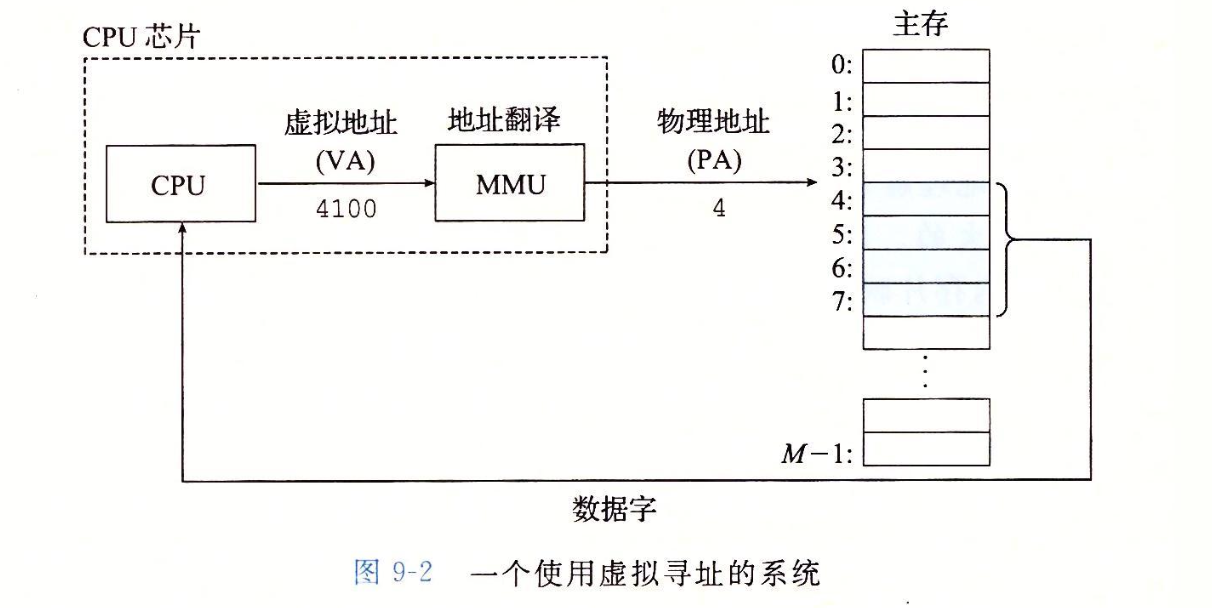 CPU 芯片
主存
虚拟地址
(VA)
4100
地址翻译
物理地址
(PA)
4
CPU
MMU
0:
1:
2:
3:
4:
5:
6:
7:
⋮
M−1:
数据字
图 9-2 一个使用虚拟寻址的系统